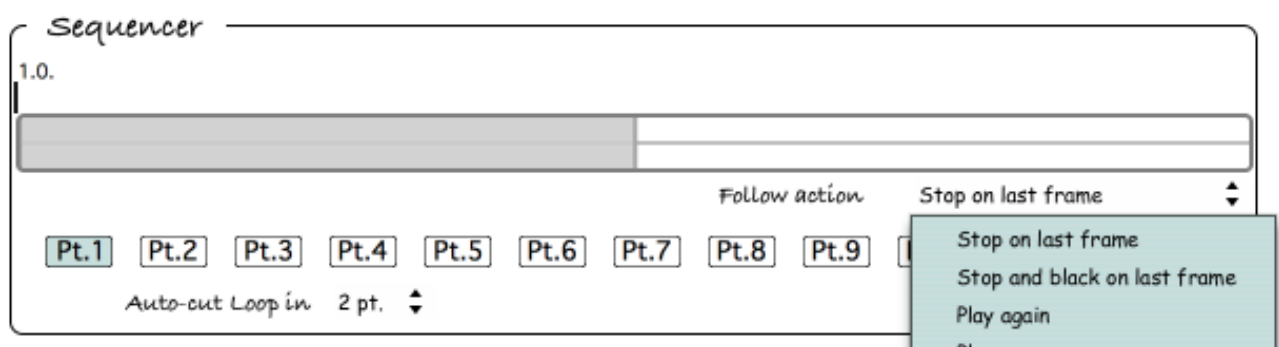 Sequencer
1.0.
Follow action Stop on last frame
Pt.1 Pt.2 Pt.3 Pt.4 Pt.5 Pt.6 Pt.7 Pt.8 Pt.9
Stop on last frame
Stop and black on last frame
Auto-cut Loop in 2 pt.
Play again